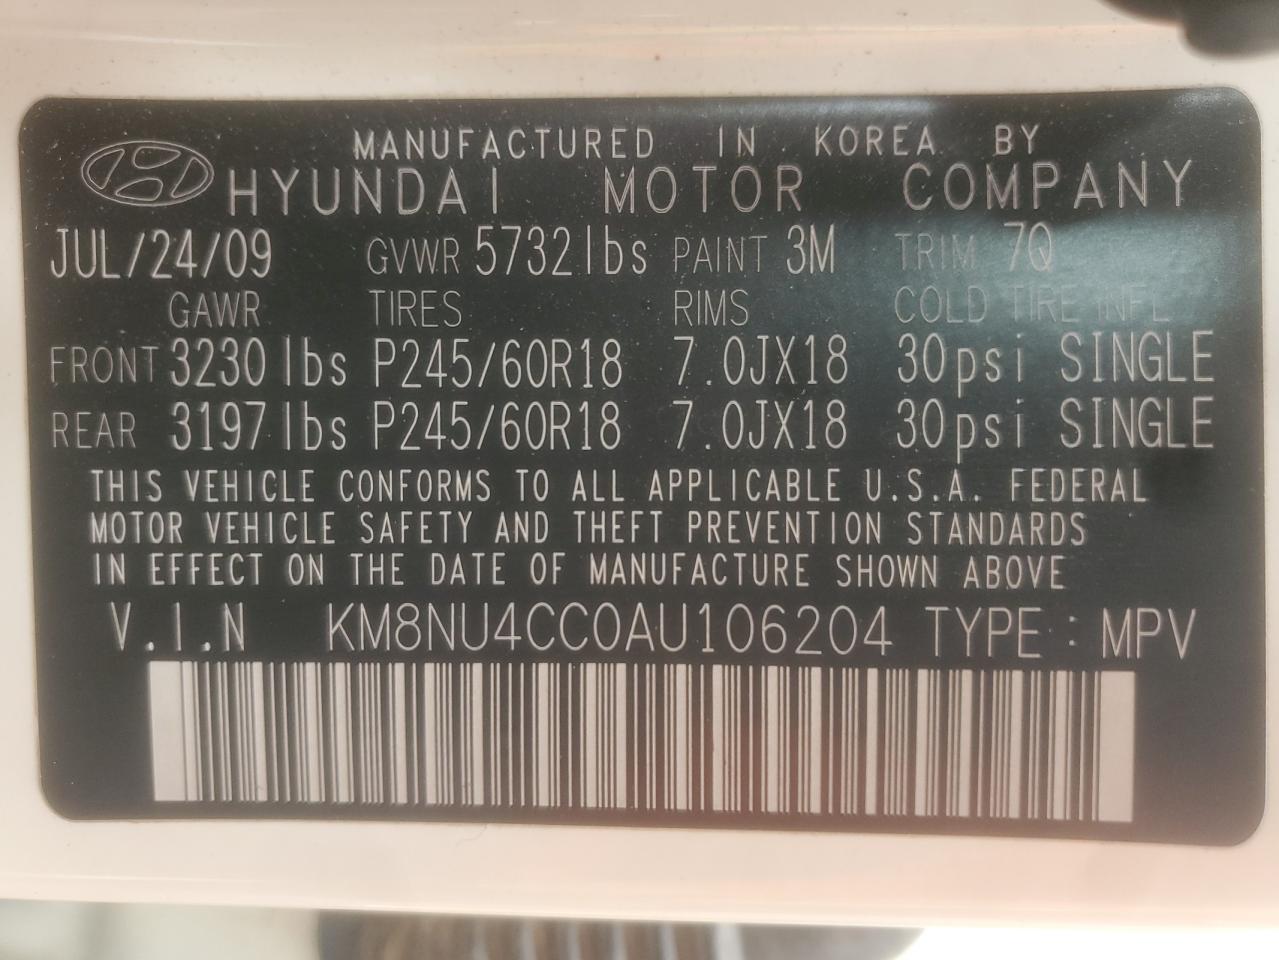 MANUFACTURED IN KOREA BY
HYUNDAI MOTOR COMPANY
JUL/24/09 GVWR 5732lbs PAINT 3M TRIM 7Q
GAWR TIRES RIMS COLD TIRE INFL
FRONT 3230lbs P245/60R18 7.0JX18 30psi SINGLE
REAR 3197lbs P245/60R18 7.0JX18 30psi SINGLE
THIS VEHICLE CONFORMS TO ALL APPLICABLE U.S.A. FEDERAL
MOTOR VEHICLE SAFETY AND THEFT PREVENTION STANDARDS
IN EFFECT ON THE DATE OF MANUFACTURE SHOWN ABOVE
V.I.N KM8NU4CC0AU106204 TYPE : MPV